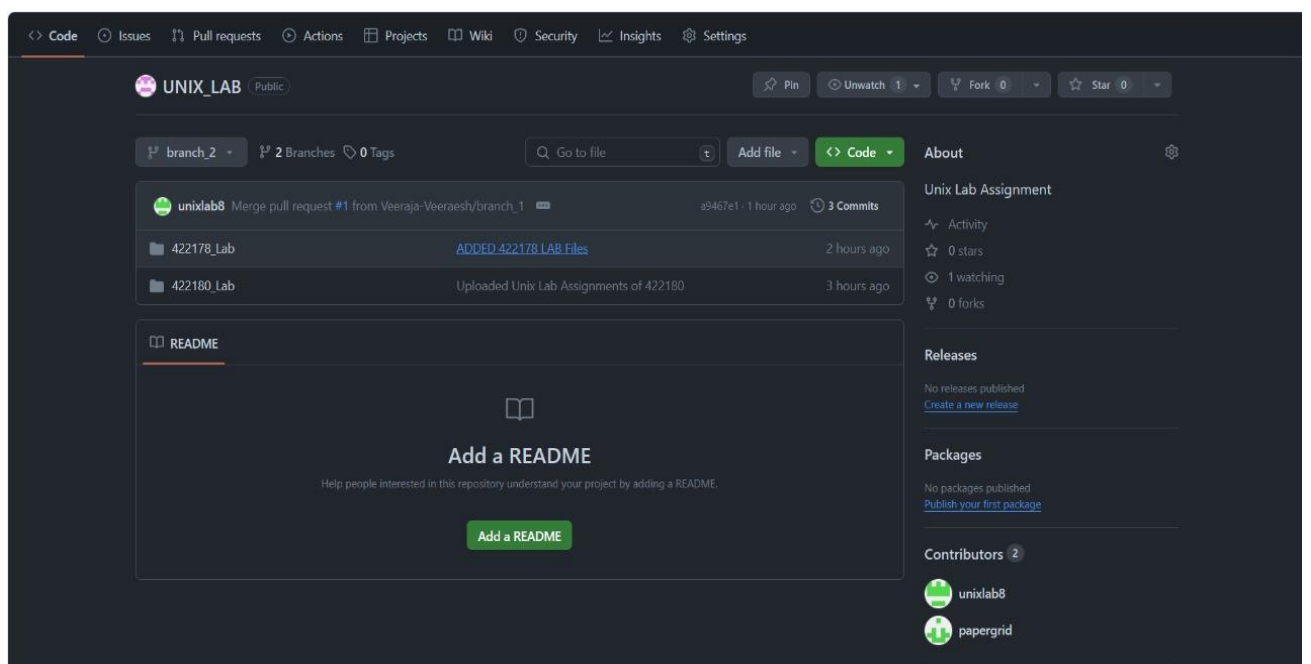 <> Code Issues Pull requests Actions Projects Wiki Security Insights Settings
UNIX_LAB Public Pin Unwatch 1 Fork 0 Star 0
branch_2 2 Branches 0 Tags Go to file t Add file <> Code
unixlab8 Merge pull request #1 from Veeraja-Veeraesh/branch_1 a9467e1 · 1 hour ago 3 Commits
422178_Lab ADDED 422178 LAB Files 2 hours ago
422180_Lab Uploaded Unix Lab Assignments of 422180 3 hours ago
README
Add a README
Help people interested in this repository understand your project by adding a README.
Add a README
About
Unix Lab Assignment
Activity
0 stars
1 watching
0 forks
Releases
No releases published
Create a new release
Packages
No packages published
Publish your first package
Contributors 2
unixlab8
papergrid